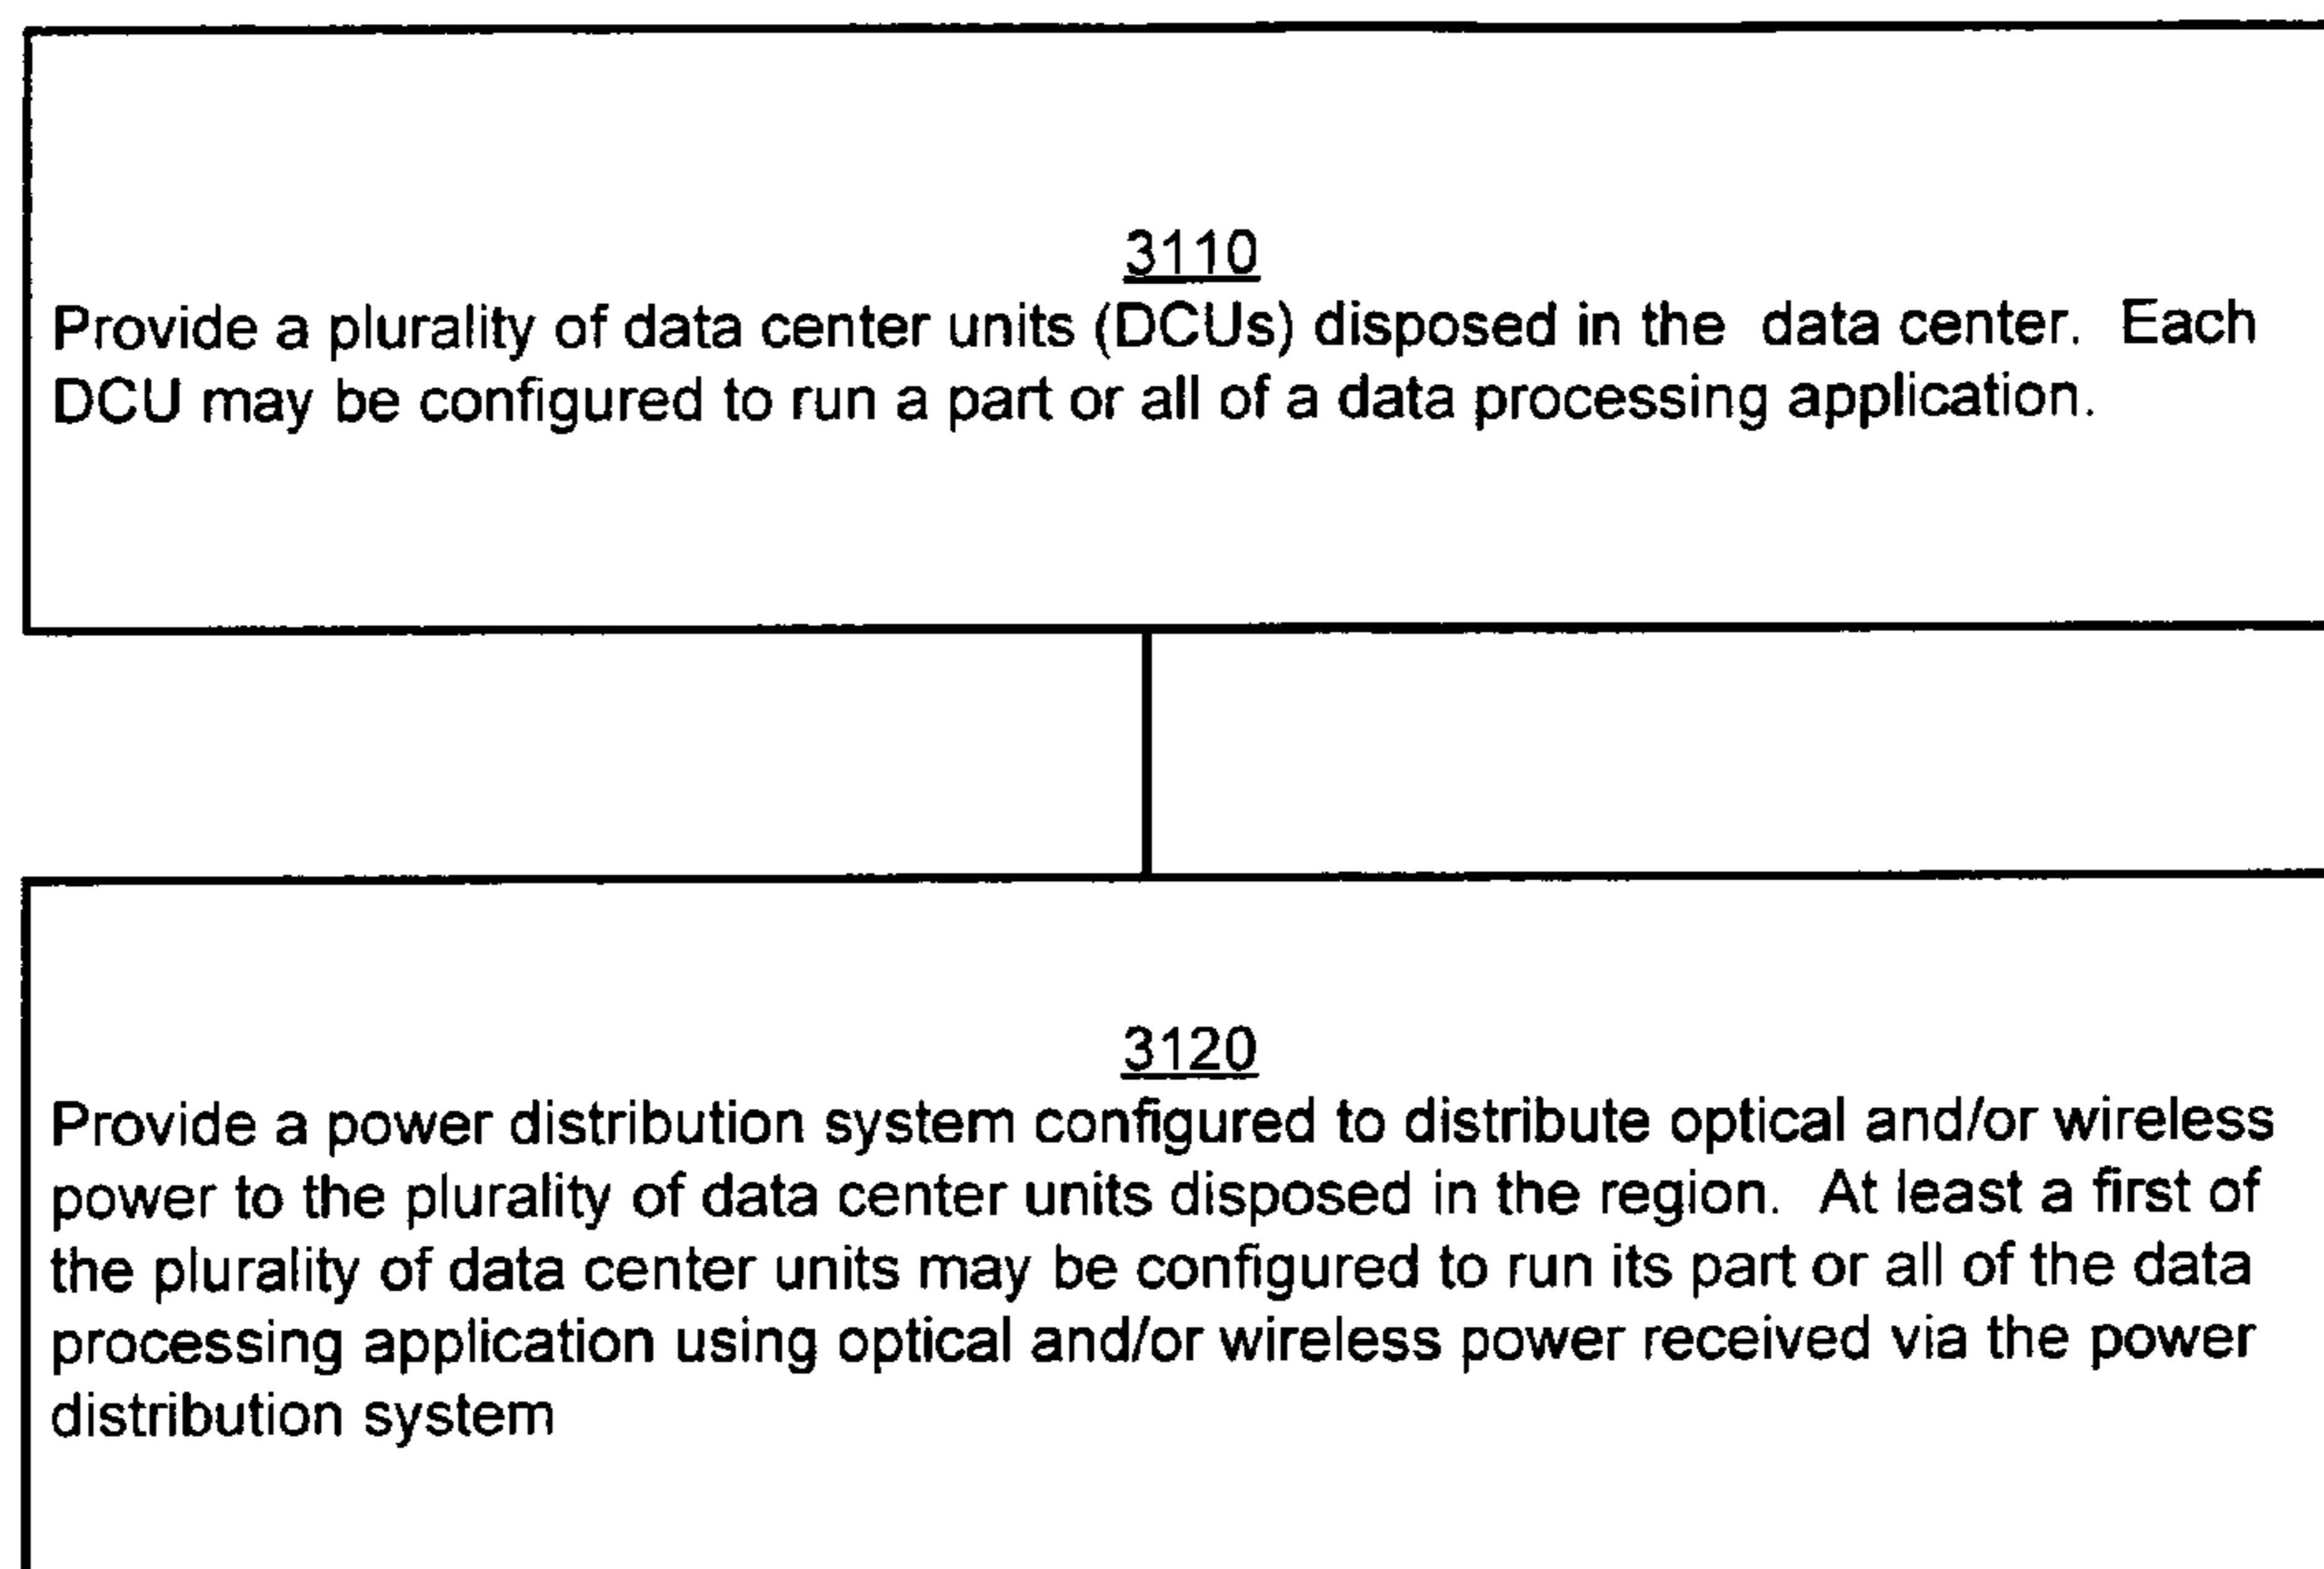 3110
Provide a plurality of data center units (DCUs) disposed in the data center. Each
DCU may be configured to run a part or all of a data processing application.
3120
Provide a power distribution system configured to distribute optical and/or wireless
power to the plurality of data center units disposed in the region. At least a first of
the plurality of data center units may be configured to run its part or all of the data
processing application using optical and/or wireless power received via the power
distribution system